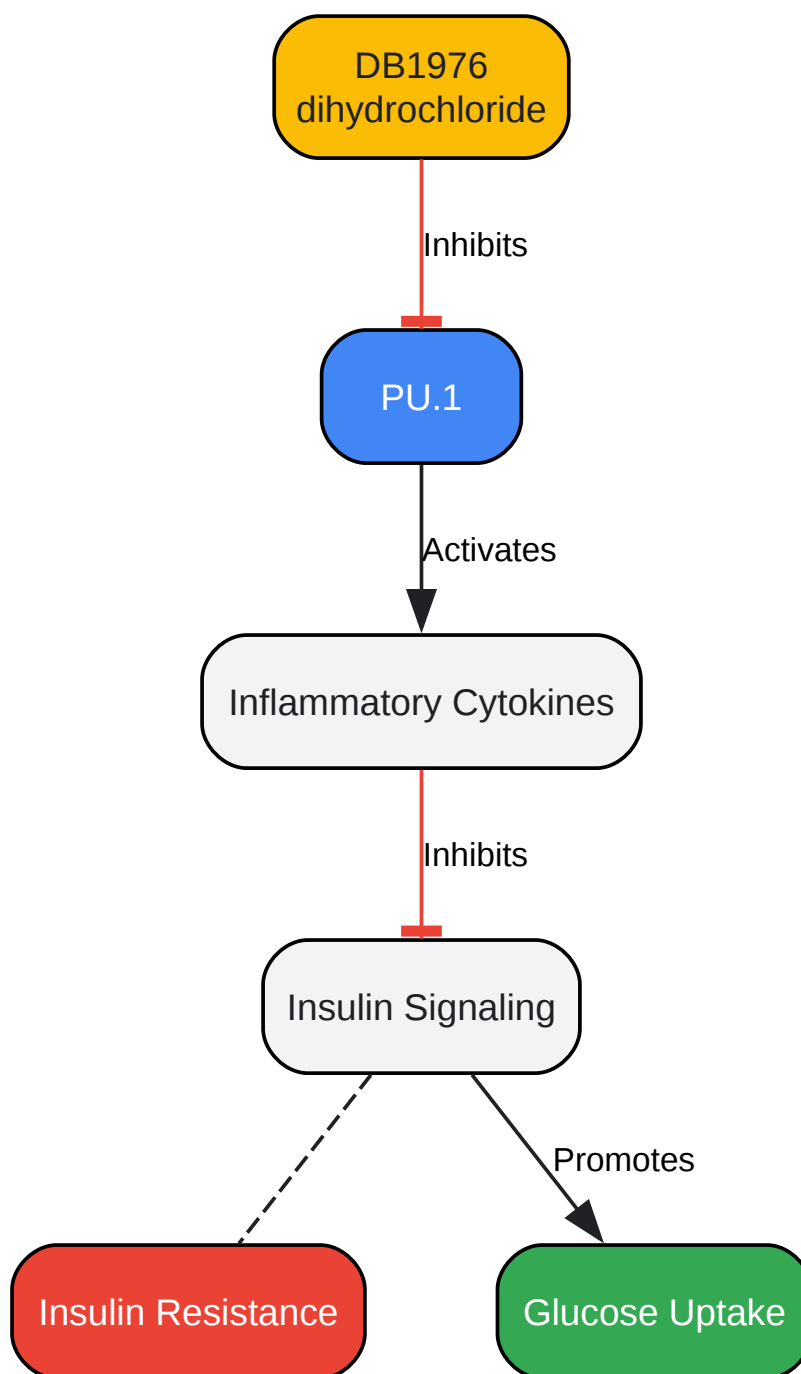 DB1976
dihydrochloride
Inhibits
PU.1
Activates
Inflammatory Cytokines
Inhibits
Insulin Signaling
Promotes
Insulin Resistance
Glucose Uptake